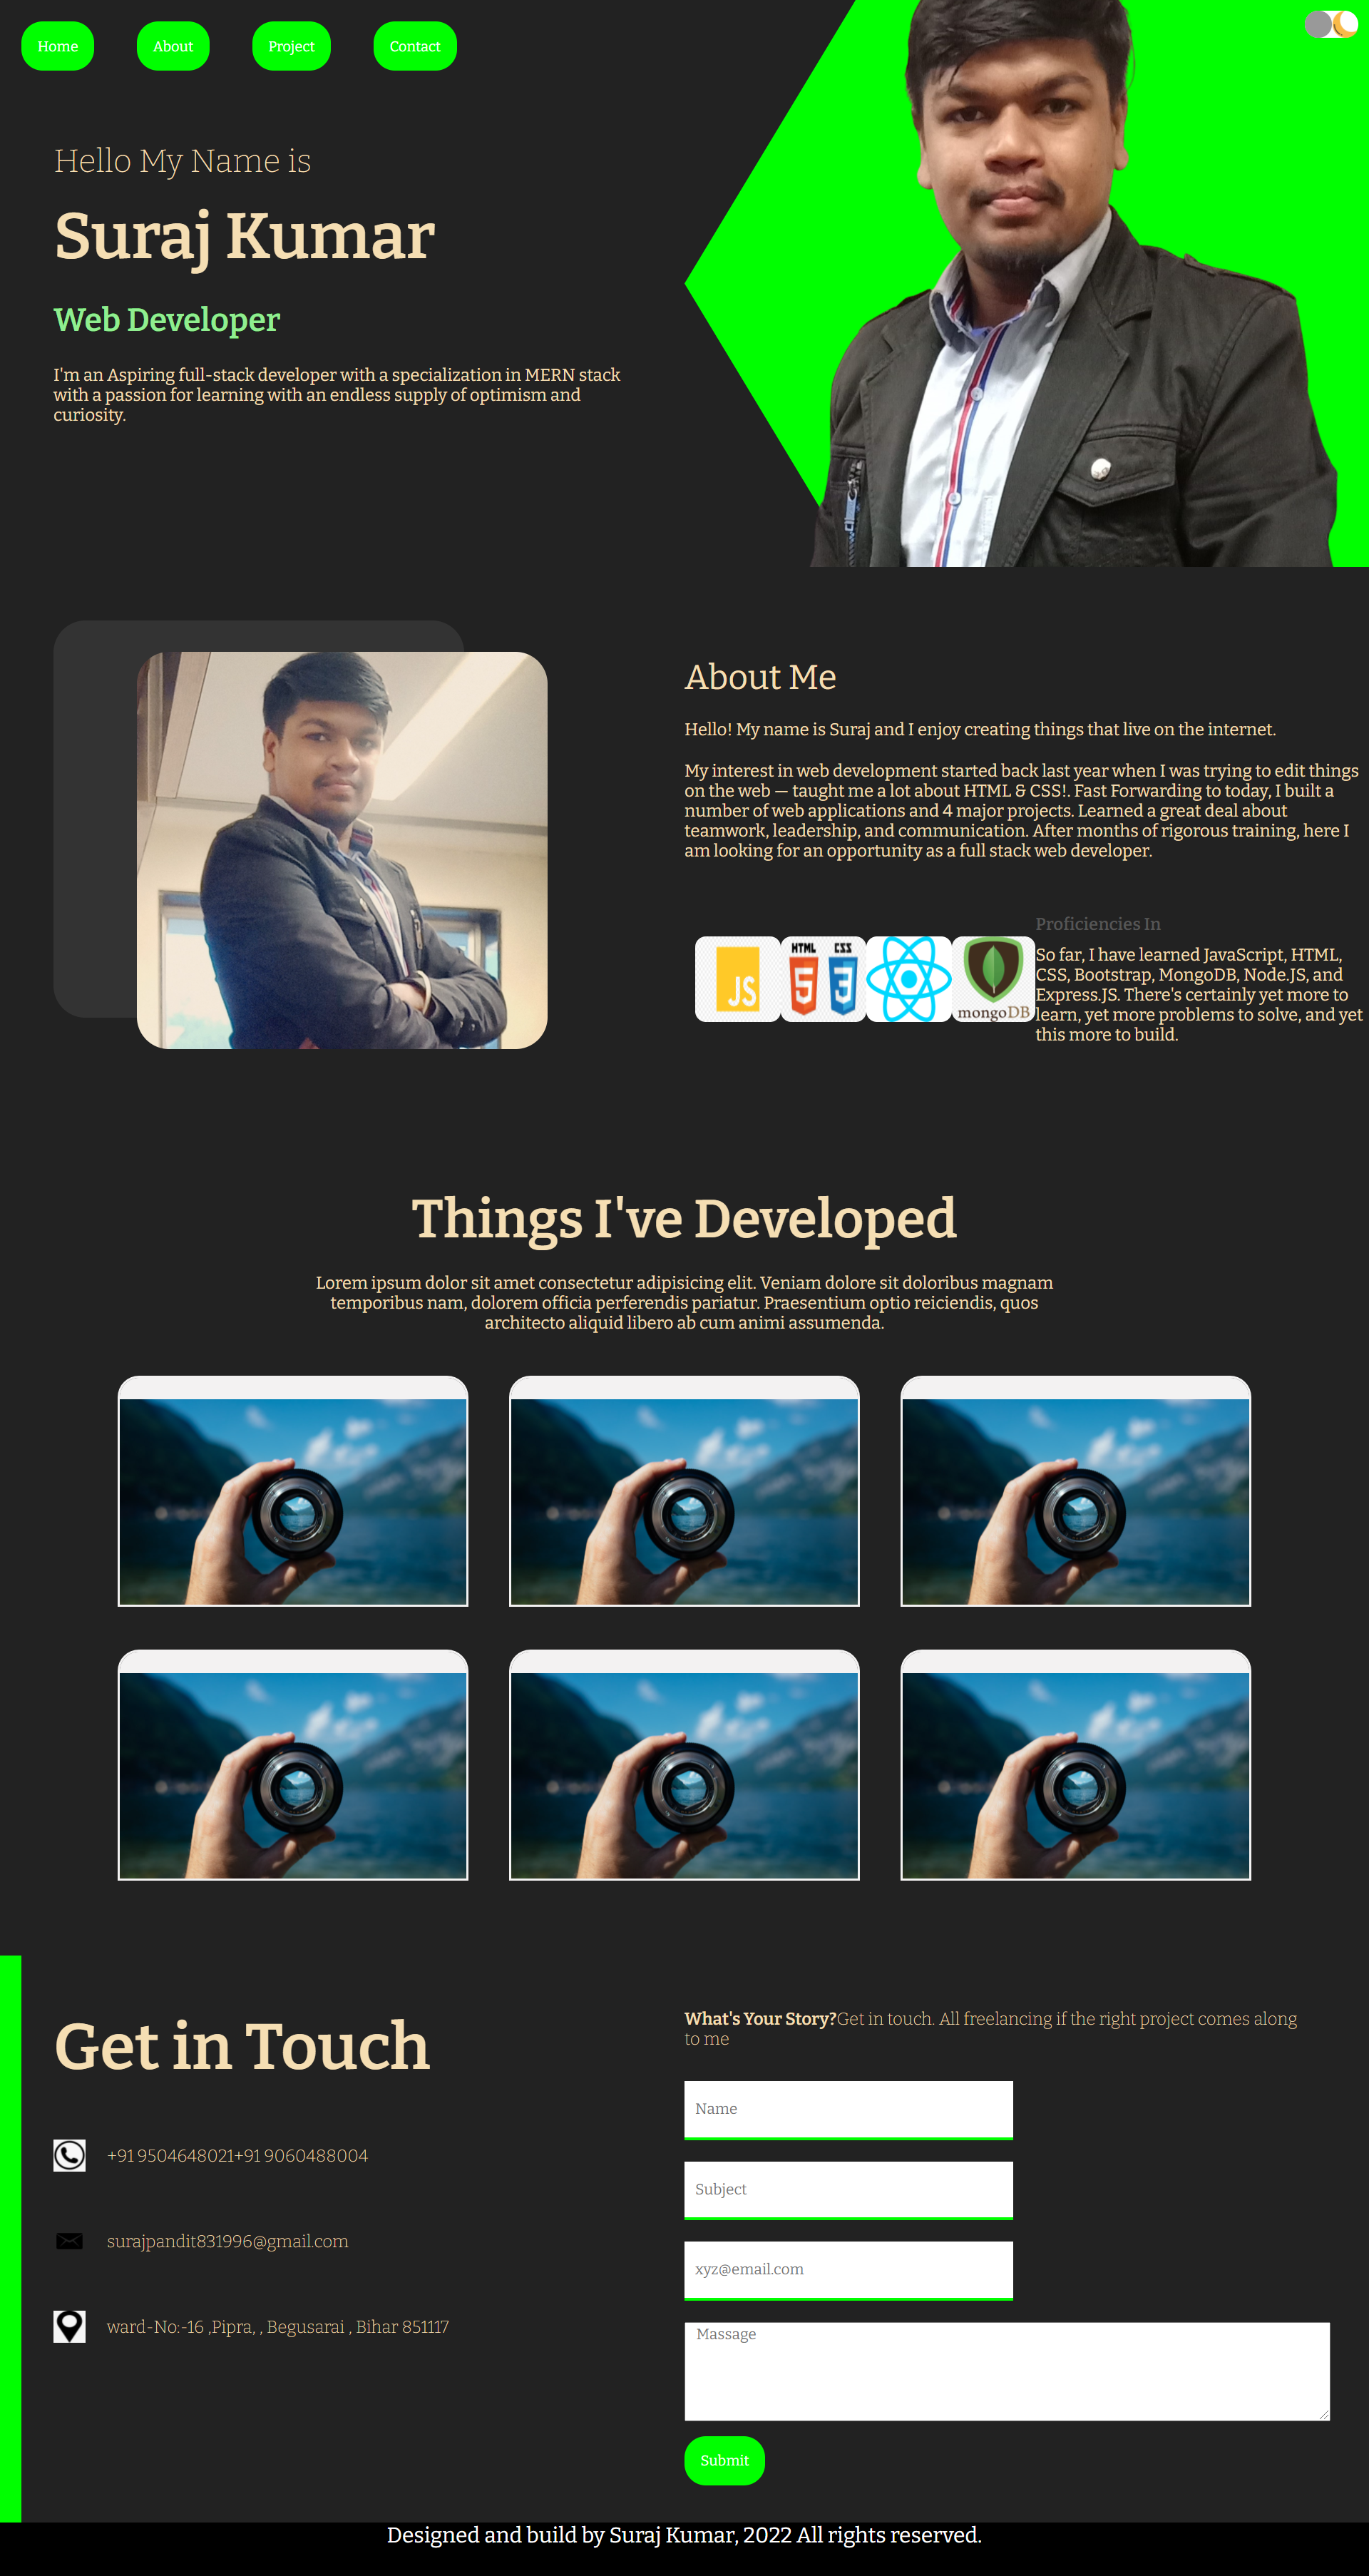 Home
About
Project
Contact
Hello My Name is
Suraj Kumar
Web Developer
I'm an Aspiring full-stack developer with a specialization in MERN stack
with a passion for learning with an endless supply of optimism and
curiosity.
About Me
Hello! My name is Suraj and I enjoy creating things that live on the internet.
My interest in web development started back last year when I was trying to edit things
on the web — taught me a lot about HTML & CSS!. Fast Forwarding to today, I built a
number of web applications and 4 major projects. Learned a great deal about
teamwork, leadership, and communication. After months of rigorous training, here I
am looking for an opportunity as a full stack web developer.
JS
HTML
5
CSS
3
mongoDB
Proficiencies In
So far, I have learned JavaScript, HTML,
CSS, Bootstrap, MongoDB, Node.JS, and
Express.JS. There's certainly yet more to
learn, yet more problems to solve, and yet
this more to build.
Things I've Developed
Lorem ipsum dolor sit amet consectetur adipisicing elit. Veniam dolore sit doloribus magnam
temporibus nam, dolorem officia perferendis pariatur. Praesentium optio reiciendis, quos
architecto aliquid libero ab cum animi assumenda.
Get in Touch
+91 9504648021+91 9060488004
surajpandit831996@gmail.com
ward-No:-16 ,Pipra, , Begusarai , Bihar 851117
What's Your Story?Get in touch. All freelancing if the right project comes along
to me
Name
Subject
xyz@email.com
Massage
Submit
Designed and build by Suraj Kumar, 2022 All rights reserved.